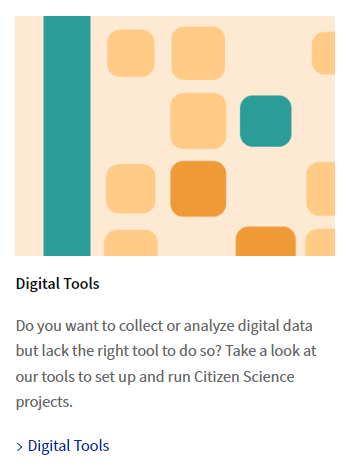 Digital Tools
Do you want to collect or analyze digital data
but lack the right tool to do so? Take a look at
our tools to set up and run Citizen Science
projects.
> Digital Tools